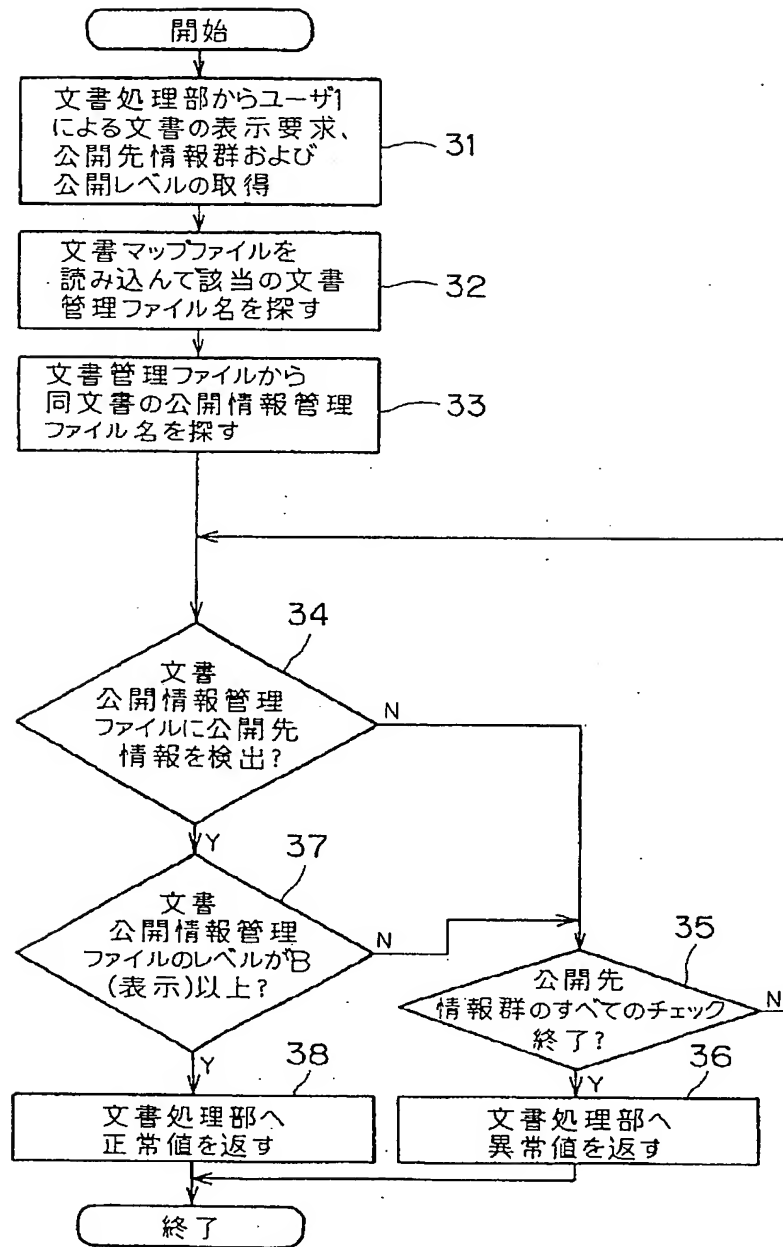 開始
文書処理部からユーザ1
による文書の表示要求、
公開先情報群および
公開レベルの取得
31
文書マップファイルを
読み込んで該当の文書
管理ファイル名を探す
32
文書管理ファイルから
同文書の公開情報管理
ファイル名を探す
33
34
文書
公開情報管理
ファイルに公開先
情報を検出?
N
Y
37
文書
公開情報管理
ファイルのレベルがB
(表示)以上?
N
Y
35
公開先
情報群のすべてのチェック
終了?
N
Y
38
文書処理部へ
正常値を返す
36
文書処理部へ
異常値を返す
終了